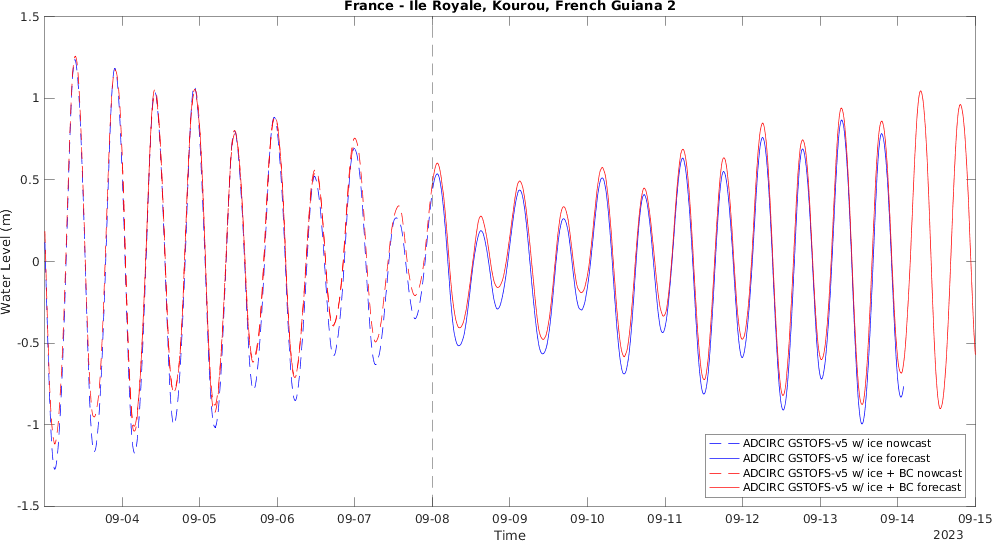 France - Ile Royale, Kourou, French Guiana 2
1.5
1
0.5
0
-0.5
-1
-1.5
Water Level (m)
ADCIRC GSTOFS-v5 w/ ice nowcast
ADCIRC GSTOFS-v5 w/ ice forecast
ADCIRC GSTOFS-v5 w/ ice + BC nowcast
ADCIRC GSTOFS-v5 w/ ice + BC forecast
09-04 09-05 09-06 09-07 09-08 09-09 09-10 09-11 09-12 09-13 09-14 09-15
Time
2023